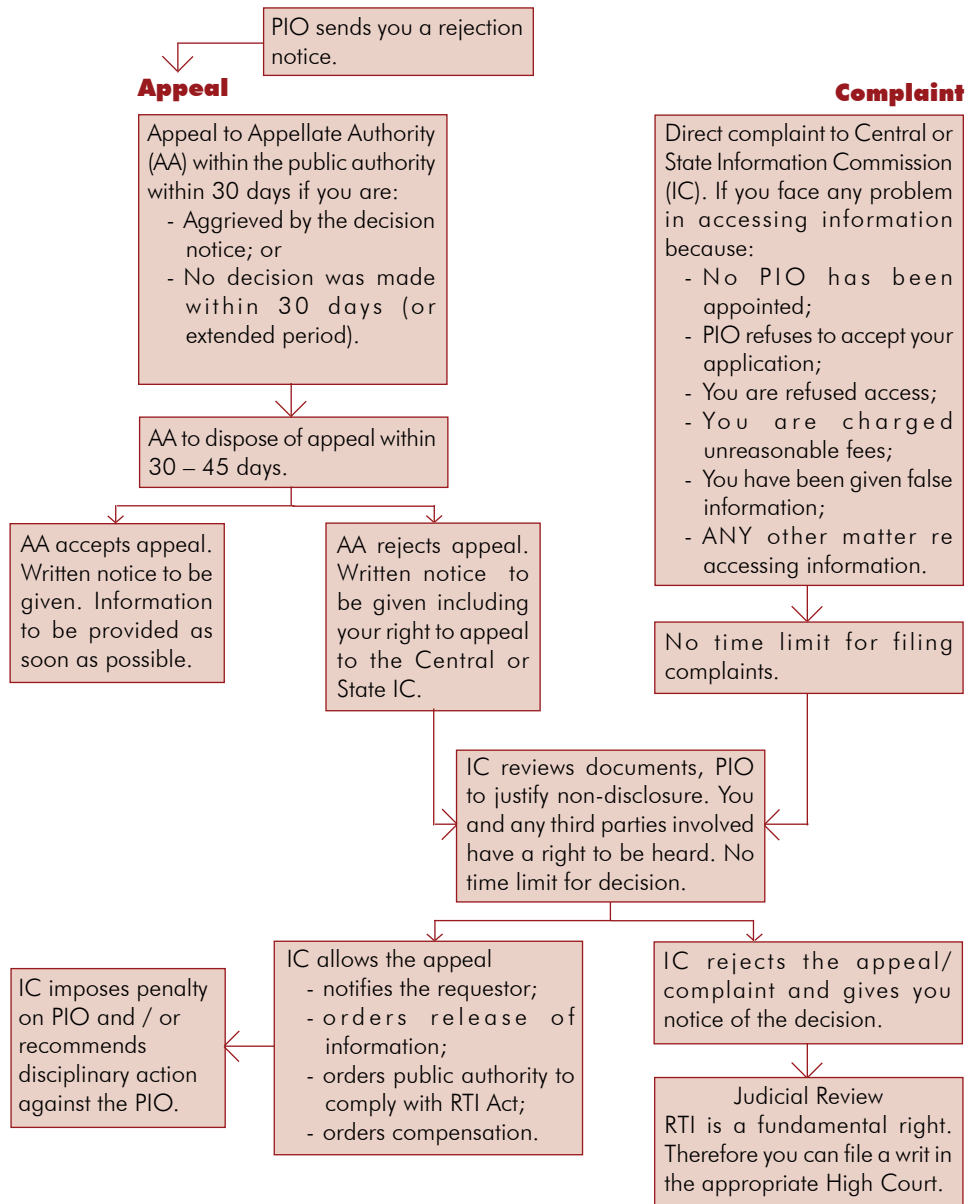 PIO sends you a rejection
notice.
Appeal
Appeal to Appellate Authority
(AA) within the public authority
within 30 days if you are:
- Aggrieved by the decision
notice; or
- No decision was made
within 30 days (or
extended period).
AA to dispose of appeal within
30 – 45 days.
AA accepts appeal.
Written notice to be
given. Information
to be provided as
soon as possible.
AA rejects appeal.
Written notice to
be given including
your right to appeal
to the Central or
State IC.
Complaint
Direct complaint to Central or
State Information Commission
(IC). If you face any problem
in accessing information
because:
- No PIO has been
appointed;
- PIO refuses to accept your
application;
- You are refused access;
- You are charged
unreasonable fees;
- You have been given false
information;
- ANY other matter re
accessing information.
No time limit for filing
complaints.
IC reviews documents, PIO
to justify non-disclosure. You
and any third parties involved
have a right to be heard. No
time limit for decision.
IC allows the appeal
- notifies the requestor;
- orders release of
information;
- orders public authority to
comply with RTI Act;
- orders compensation.
IC imposes penalty
on PIO and / or
recommends
disciplinary action
against the PIO.
IC rejects the appeal/
complaint and gives you
notice of the decision.
Judicial Review
RTI is a fundamental right.
Therefore you can file a writ in
the appropriate High Court.